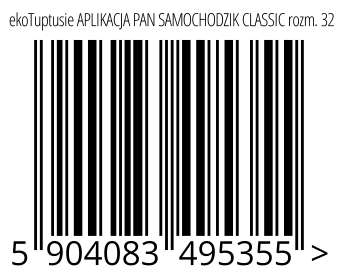 ekoTuptusie APLIKACJA PAN SAMOCHODZIK CLASSIC rozm. 32
5 904083 495355 >